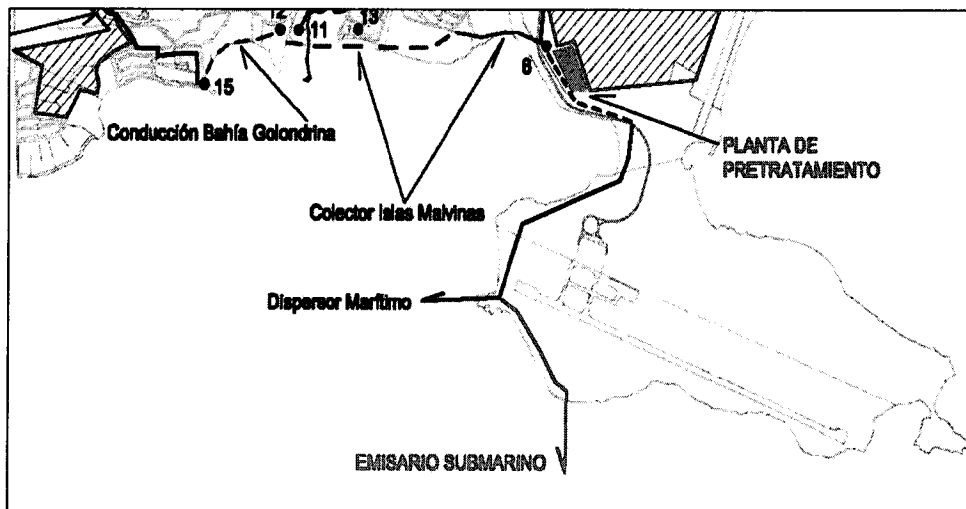 12
11
13
6
15
Conducción Bahía Golondrina
PLANTA DE
PRETRATAMIENTO
Colector Islas Malvinas
Dispersor Marítimo
EMISARIO SUBMARINO